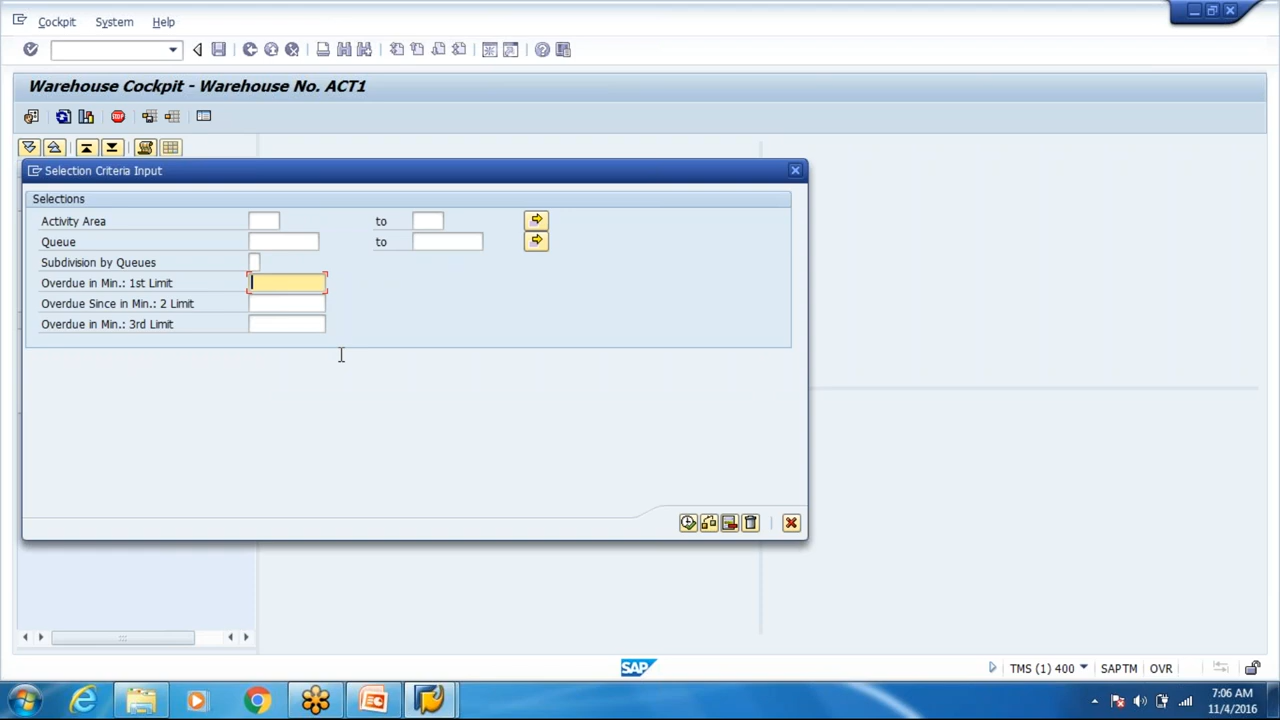 Cockpit System Help
Warehouse Cockpit - Warehouse No. ACT1
STOP
Selection Criteria Input
Selections
Activity Area to
Queue to
Subdivision by Queues
Overdue in Min.: 1st Limit
Overdue Since in Min.: 2 Limit
Overdue in Min.: 3rd Limit
SAP
TMS (1) 400 SAPTM OVR
7:06 AM
11/4/2016